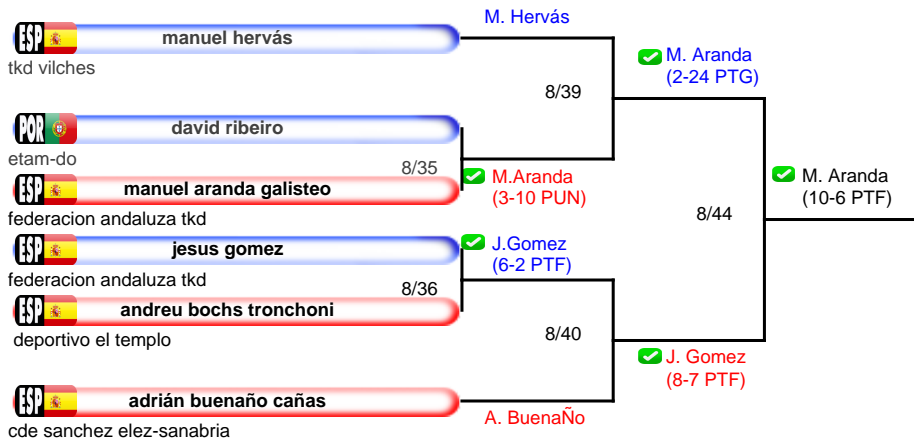 ESP manuel hervás
tkd vilches
M. Hervás
8/39
M. Aranda
(2-24 PTG)
POR david ribeiro
etam-do
8/35
ESP manuel aranda galisteo
federacion andaluza tkd
M.Aranda
(3-10 PUN)
8/44
M. Aranda
(10-6 PTF)
ESP jesus gomez
federacion andaluza tkd
J.Gomez
(6-2 PTF)
8/36
ESP andreu bochs tronchoni
deportivo el templo
8/40
J. Gomez
(8-7 PTF)
ESP adrián buenaño cañas
cde sanchez elez-sanabria
A. BuenaÑo